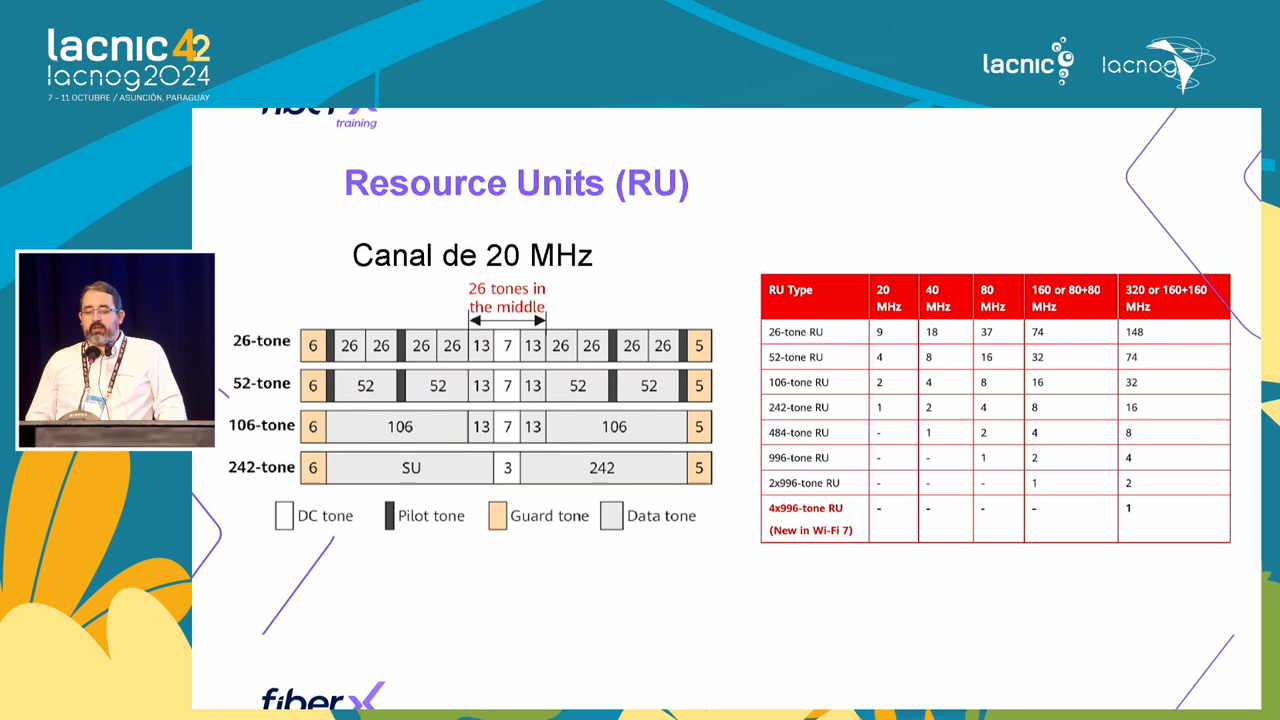 lacnic 42
lacnog2024
7 - 11 OCTUBRE / ASUNCIÓN, PARAGUAY
lacnic
lacnog
fiberX
training
Resource Units (RU)
Canal de 20 MHz
26 tones in
the middle
26-tone 6 26 26 26 26 13 7 13 26 26 26 26 5
52-tone 6 52 52 13 7 13 52 52 5
106-tone 6 106 13 7 13 106 5
242-tone 6 SU 3 242 5
DC tone Pilot tone Guard tone Data tone
RU Type 20 MHz 40 MHz 80 MHz 160 or 80+80 MHz 320 or 160+160 MHz
26-tone RU 9 18 37 74 148
52-tone RU 4 8 16 32 74
106-tone RU 2 4 8 16 32
242-tone RU 1 2 4 8 16
484-tone RU - 1 2 4 8
996-tone RU - - 1 2 4
2x996-tone RU - - - 1 2
4x996-tone RU - - - - 1
(New in Wi-Fi 7)
fiberX